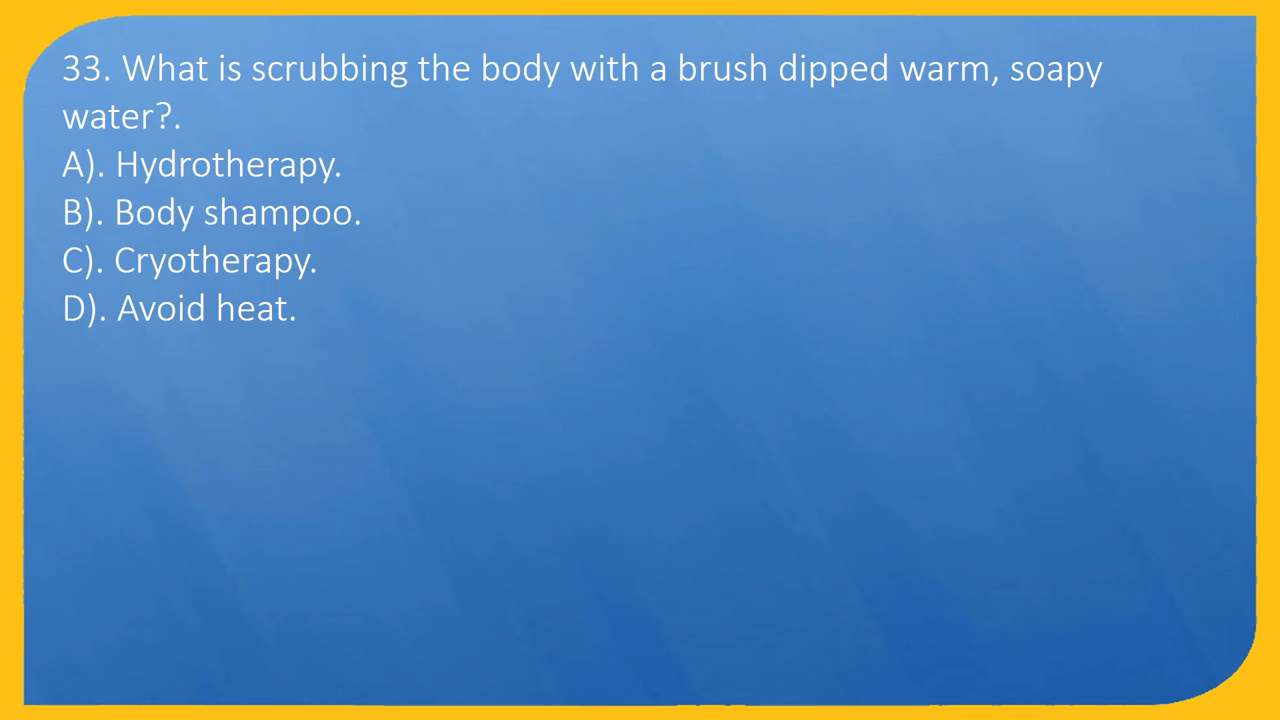 33. What is scrubbing the body with a brush dipped warm, soapy
water?.
A). Hydrotherapy.
B). Body shampoo.
C). Cryotherapy.
D). Avoid heat.